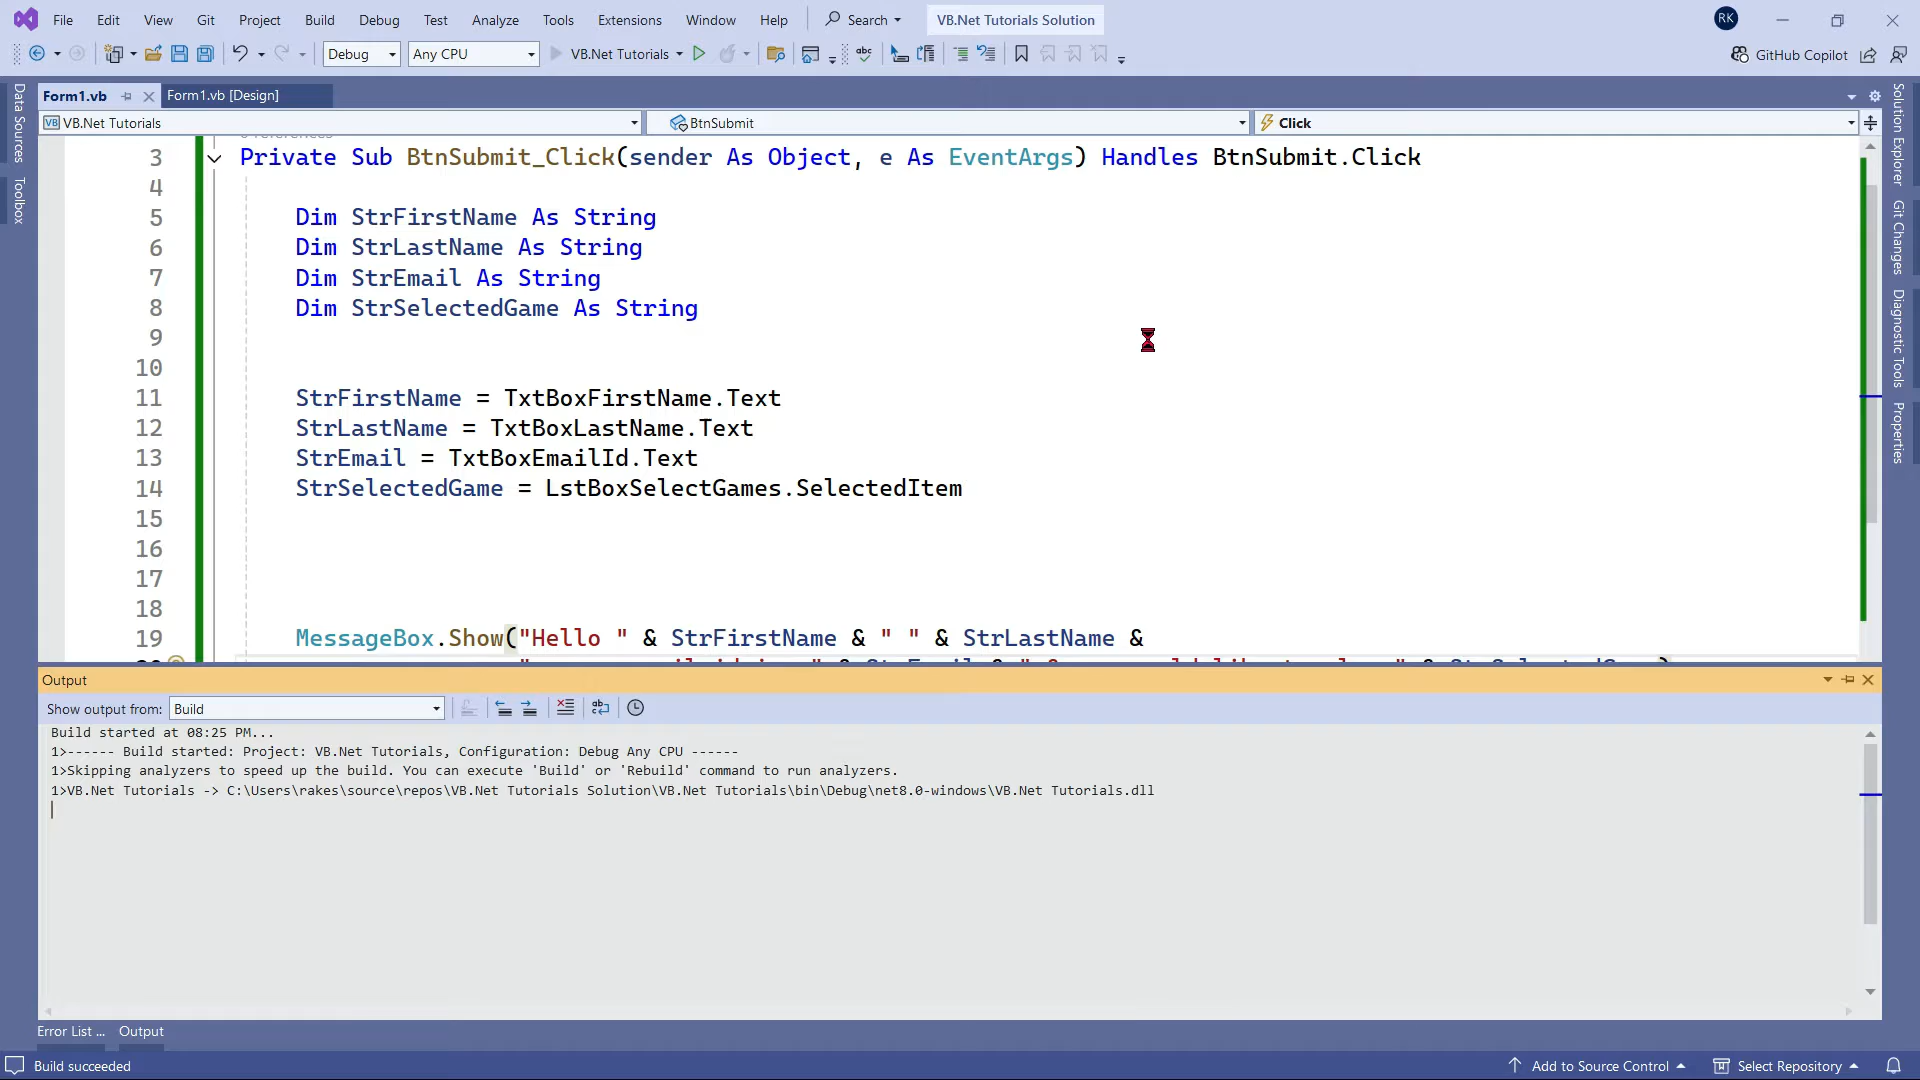 File Edit View Git Project Build Debug Test Analyze Tools Extensions Window Help Search VB.Net Tutorials Solution RK
Debug Any CPU VB.Net Tutorials GitHub Copilot
Form1.vb Form1.vb [Design]
VB.Net Tutorials BtnSubmit Click
3 Private Sub BtnSubmit_Click(sender As Object, e As EventArgs) Handles BtnSubmit.Click
4
5 Dim StrFirstName As String
6 Dim StrLastName As String
7 Dim StrEmail As String
8 Dim StrSelectedGame As String
9
10
11 StrFirstName = TxtBoxFirstName.Text
12 StrLastName = TxtBoxLastName.Text
13 StrEmail = TxtBoxEmailId.Text
14 StrSelectedGame = LstBoxSelectGames.SelectedItem
15
16
17
18
19 MessageBox.Show("Hello " & StrFirstName & " " & StrLastName &
Data Sources
Toolbox
Solution Explorer
Git Changes
Diagnostic Tools
Properties
Output
Show output from: Build
Build started at 08:25 PM...
1>------ Build started: Project: VB.Net Tutorials, Configuration: Debug Any CPU ------
1>Skipping analyzers to speed up the build. You can execute 'Build' or 'Rebuild' command to run analyzers.
1>VB.Net Tutorials -> C:\Users\rakes\source\repos\VB.Net Tutorials Solution\VB.Net Tutorials\bin\Debug\net8.0-windows\VB.Net Tutorials.dll
Error List ... Output
Build succeeded Add to Source Control Select Repository